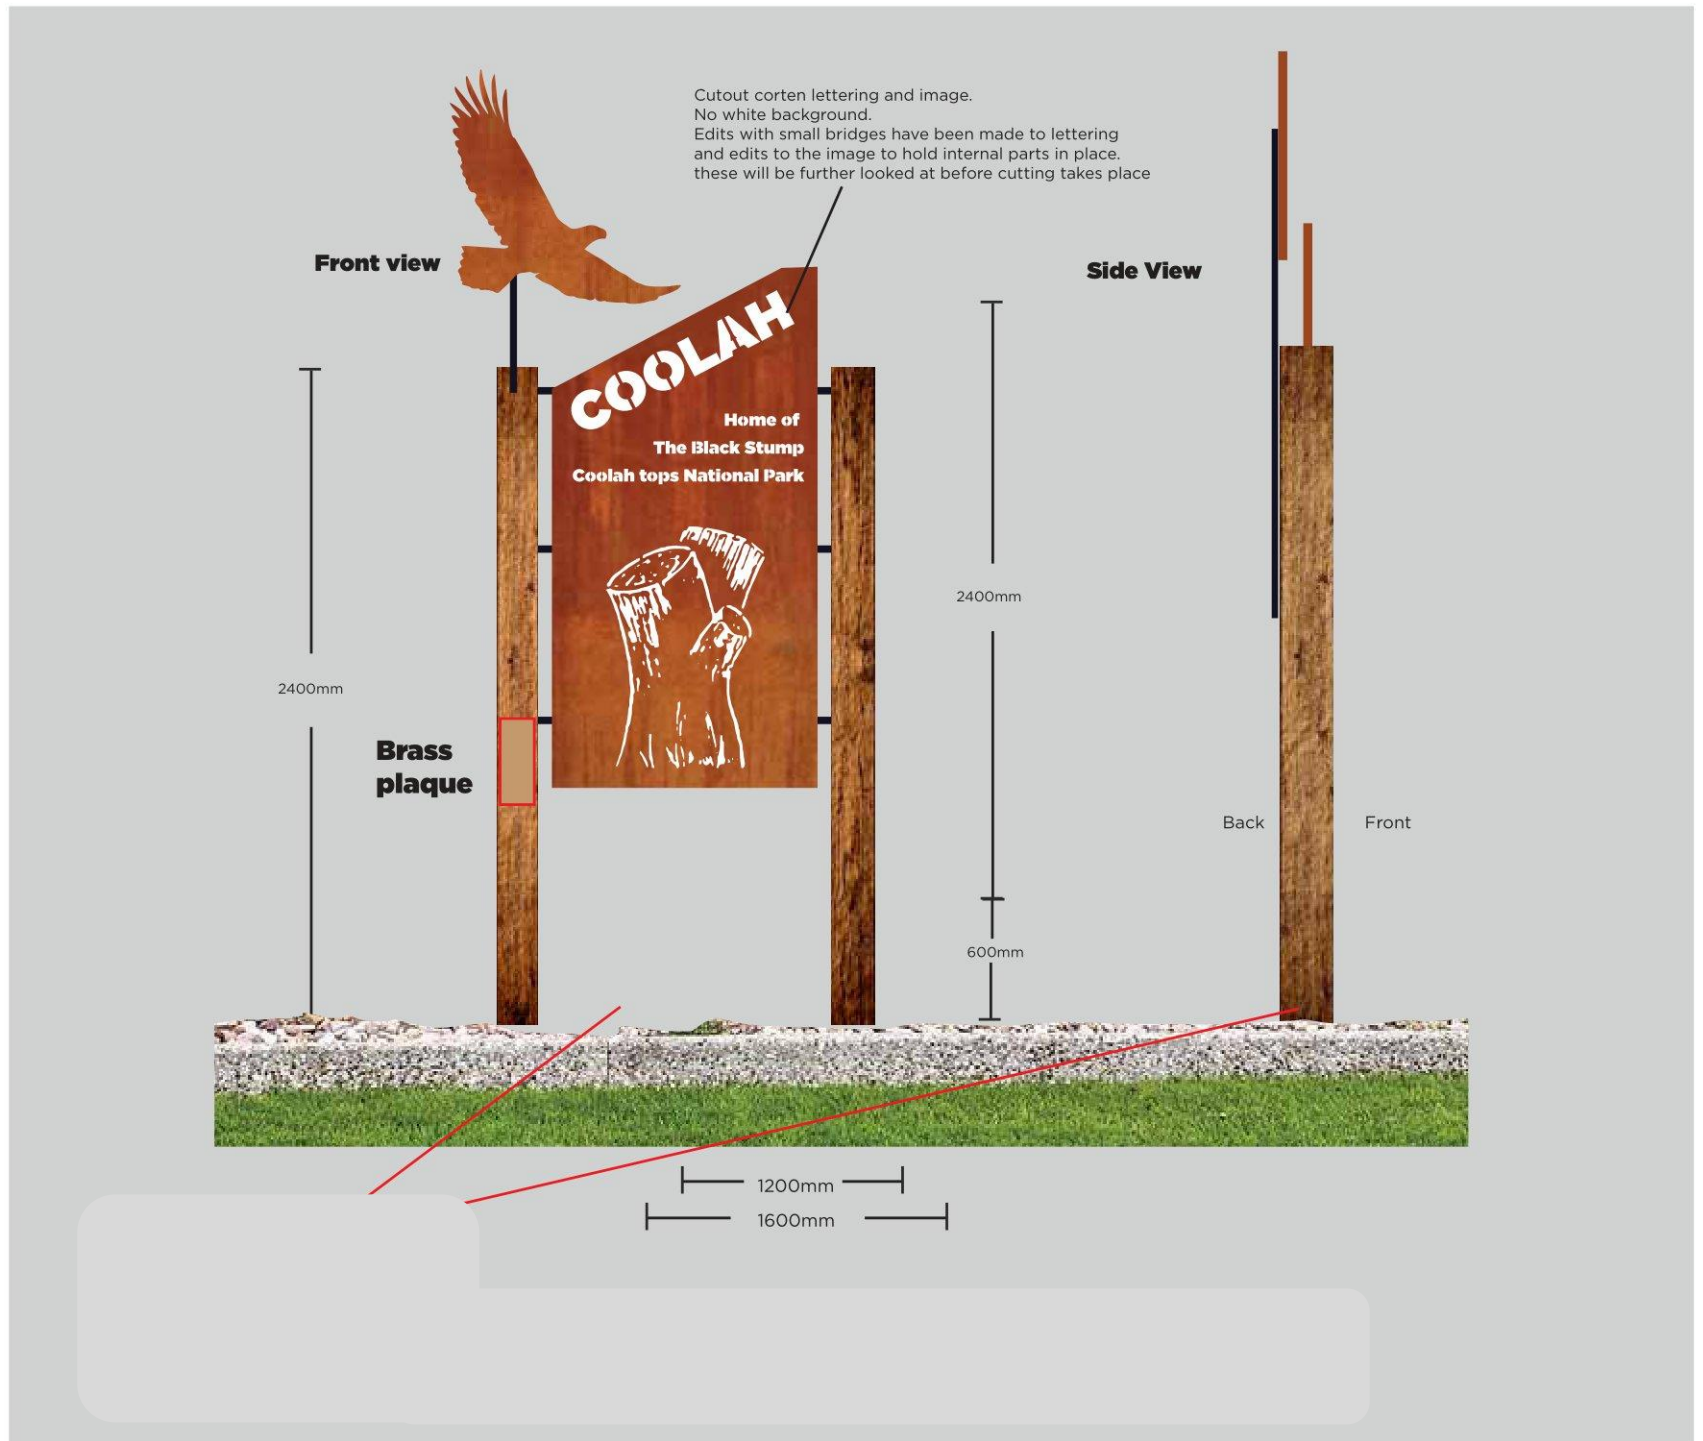 Cutout corten lettering and image.
No white background.
Edits with small bridges have been made to lettering
and edits to the image to hold internal parts in place.
these will be further looked at before cutting takes place
Front view
Side View
COOLAH
Home of
The Black Stump
Coolah tops National Park
2400mm
2400mm
Brass
plaque
Back
Front
600mm
1200mm
1600mm